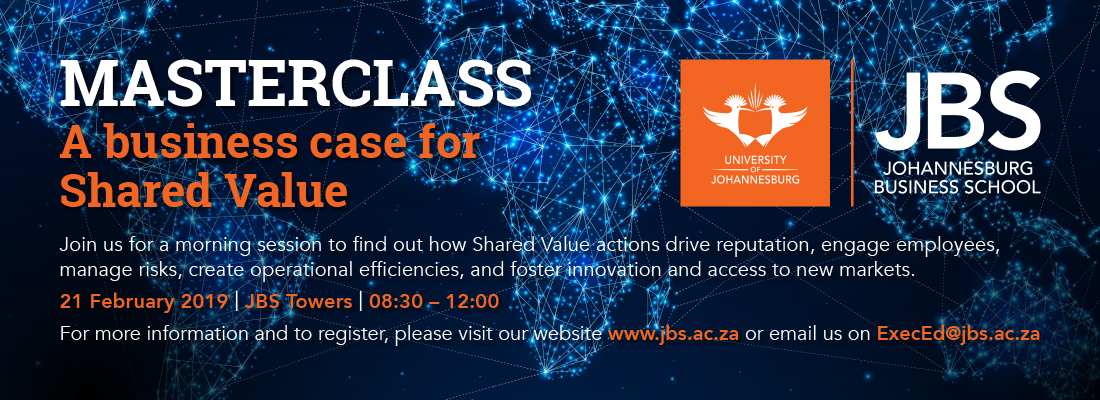 MASTERCLASS
A business case for
Shared Value
UNIVERSITY
OF
JOHANNESBURG
JBS
JOHANNESBURG
BUSINESS SCHOOL
Join us for a morning session to find out how Shared Value actions drive reputation, engage employees,
manage risks, create operational efficiencies, and foster innovation and access to new markets.
21 February 2019 | JBS Towers | 08:30 – 12:00
For more information and to register, please visit our website www.jbs.ac.za or email us on ExecEd@jbs.ac.za